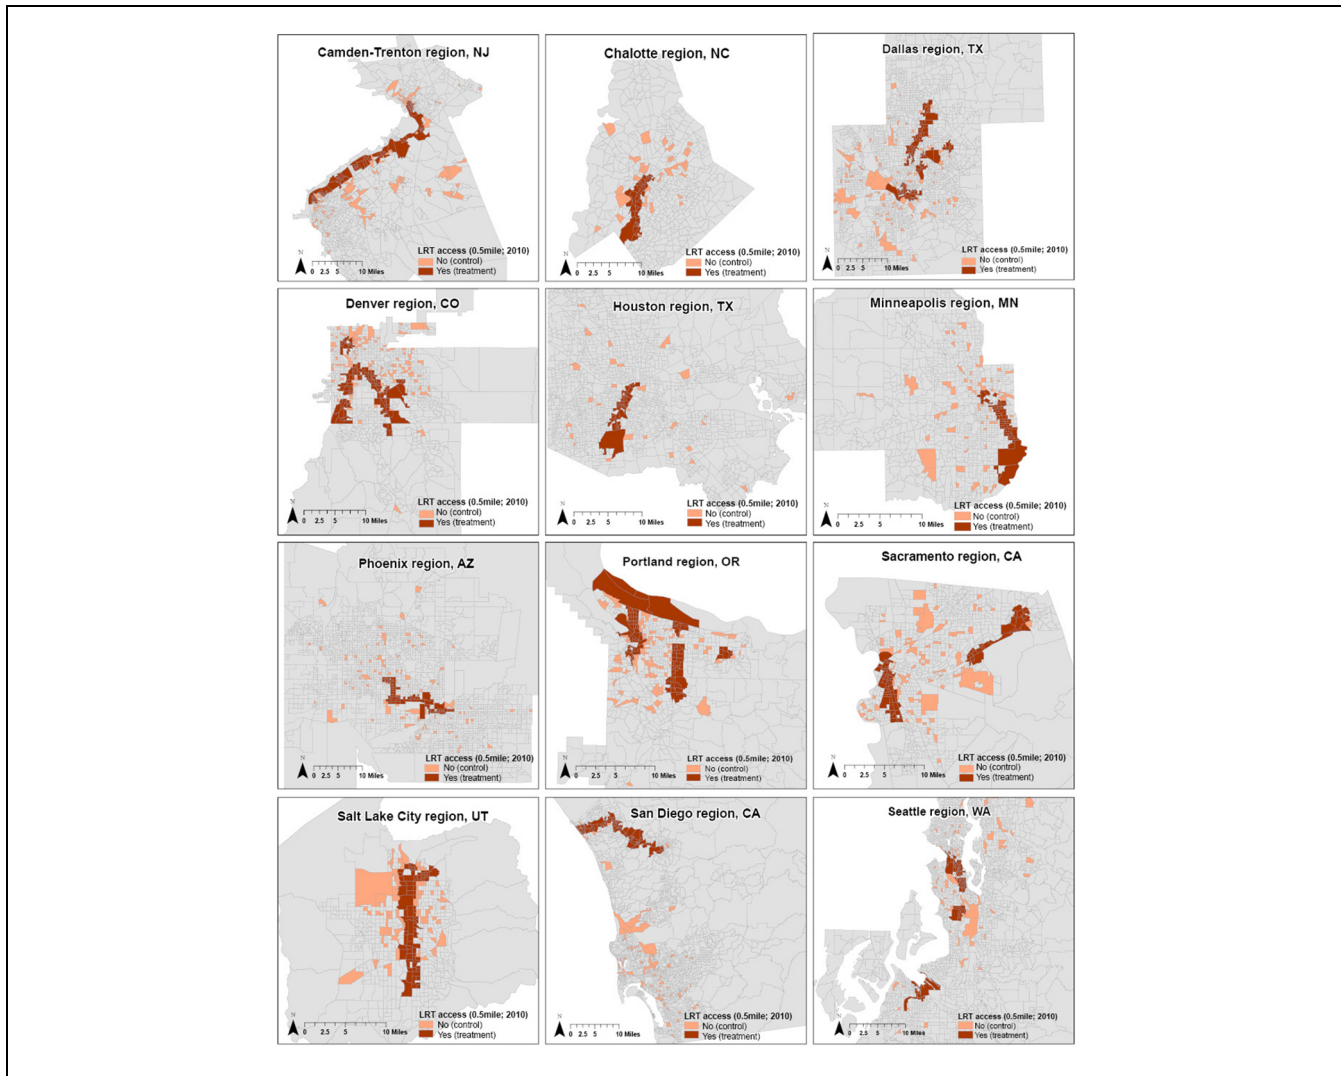 Camden-Trenton region, NJ
LRT access (0.5mile; 2010)
No (control)
Yes (treatment)
N
0 2.5 5 10 Miles
Chalotte region, NC
LRT access (0.5mile; 2010)
No (control)
Yes (treatment)
N
0 2.5 5 10 Miles
Dallas region, TX
LRT access (0.5mile; 2010)
No (control)
Yes (treatment)
N
0 2.5 5 10 Miles
Denver region, CO
LRT access (0.5mile; 2010)
No (control)
Yes (treatment)
N
0 2.5 5 10 Miles
Houston region, TX
LRT access (0.5mile; 2010)
No (control)
Yes (treatment)
N
0 2.5 5 10 Miles
Minneapolis region, MN
LRT access (0.5mile; 2010)
No (control)
Yes (treatment)
N
0 2.5 5 10 Miles
Phoenix region, AZ
LRT access (0.5mile; 2010)
No (control)
Yes (treatment)
N
0 2.5 5 10 Miles
Portland region, OR
LRT access (0.5mile; 2010)
No (control)
Yes (treatment)
N
0 2.5 5 10 Miles
Sacramento region, CA
LRT access (0.5mile; 2010)
No (control)
Yes (treatment)
N
0 2.5 5 10 Miles
Salt Lake City region, UT
LRT access (0.5mile; 2010)
No (control)
Yes (treatment)
N
0 2.5 5 10 Miles
San Diego region, CA
LRT access (0.5mile; 2010)
No (control)
Yes (treatment)
N
0 2.5 5 10 Miles
Seattle region, WA
LRT access (0.5mile; 2010)
No (control)
Yes (treatment)
N
0 2.5 5 10 Miles